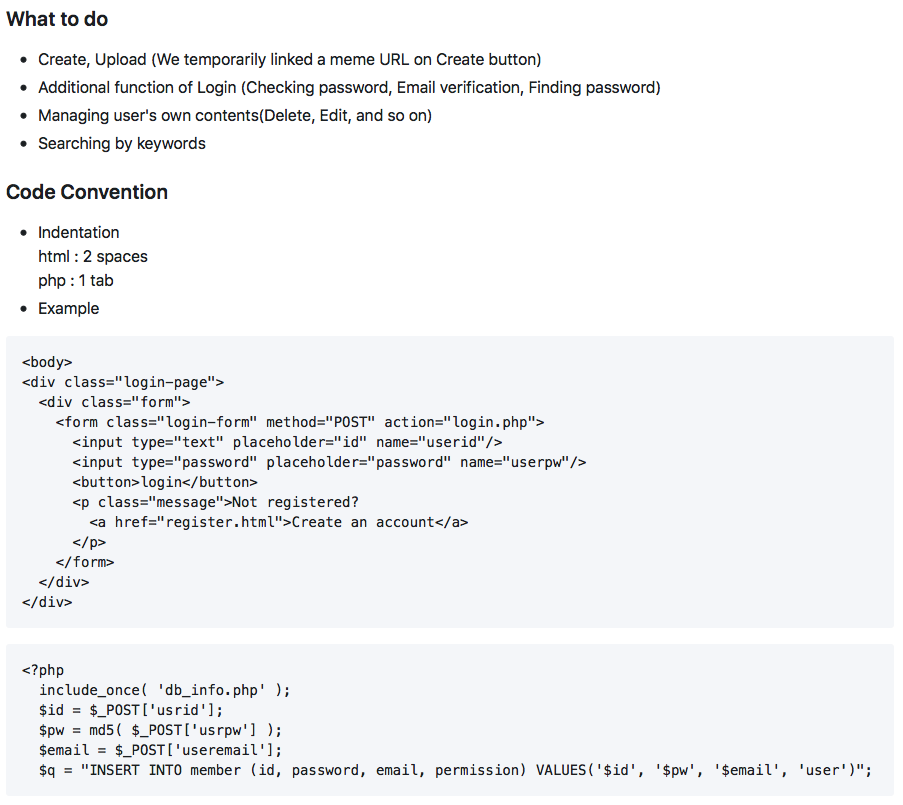 What to do
Create, Upload (We temporarily linked a meme URL on Create button)
Additional function of Login (Checking password, Email verification, Finding password)
Managing user's own contents(Delete, Edit, and so on)
Searching by keywords
Code Convention
Indentation
html : 2 spaces
php : 1 tab
Example
<body>
<div class="login-page">
  <div class="form">
    <form class="login-form" method="POST" action="login.php">
      <input type="text" placeholder="id" name="userid"/>
      <input type="password" placeholder="password" name="userpw"/>
      <button>login</button>
      <p class="message">Not registered?
        <a href="register.html">Create an account</a>
      </p>
    </form>
  </div>
</div>
<?php
  include_once( 'db_info.php' );
  $id = $_POST['usrid'];
  $pw = md5( $_POST['usrpw'] );
  $email = $_POST['useremail'];
  $q = "INSERT INTO member (id, password, email, permission) VALUES('$id', '$pw', '$email', 'user')";